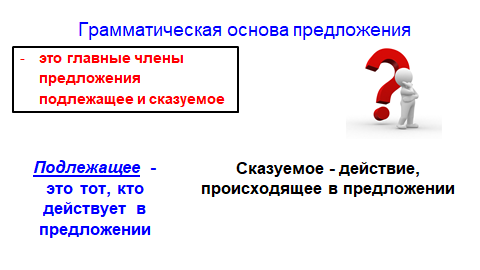 Грамматическая основа предложения
- это главные члены
предложения
подлежащее и сказуемое
Подлежащее -
это тот, кто
действует в
предложении
Сказуемое - действие,
происходящее в предложении